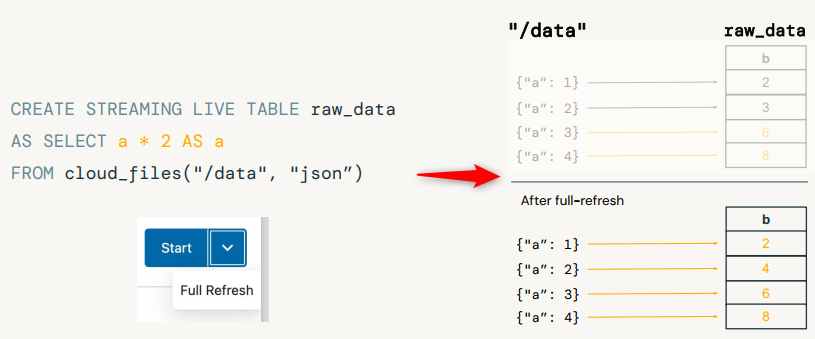 CREATE STREAMING LIVE TABLE raw_data
AS SELECT a * 2 AS a
FROM cloud_files("/data", "json”)
Start
Full Refresh
"/data" raw_data
b
{"a”: 1} 2
{"a”: 2} 3
{"a”: 3} 6
{"a”: 4} 8
After full-refresh
b
{"a”: 1} 2
{"a”: 2} 4
{"a”: 3} 6
{"a”: 4} 8